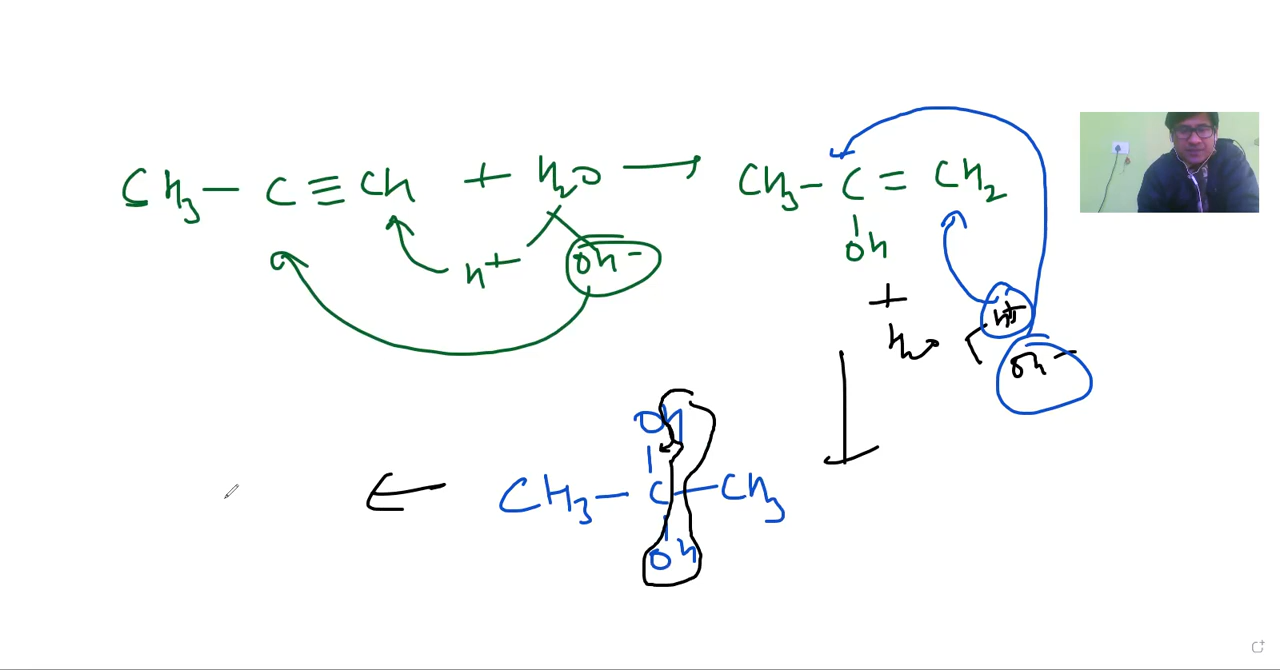 CH3 – C ≡ CH + H2O → CH3 – C = CH2
OH
H+ OH–
+
H2O H+
OH–
OH
← CH3 – C – CH3
OH